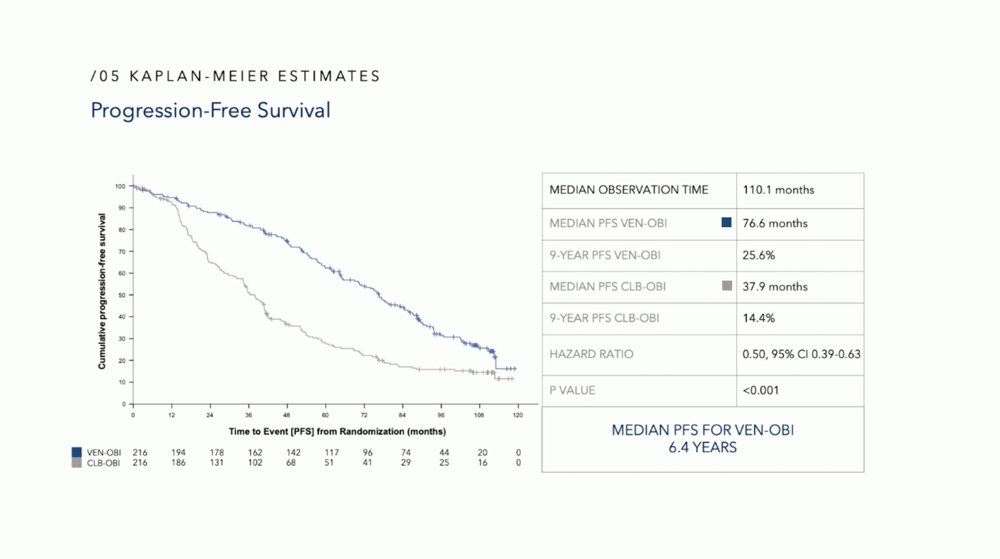 /05 KAPLAN-MEIER ESTIMATES
Progression-Free Survival
Cumulative progression-free survival
100
90
80
70
60
50
40
30
20
10
0
0 12 24 36 48 60 72 84 96 108 120
Time to Event [PFS] from Randomization (months)
VEN-OBI 216 194 178 162 142 117 96 74 44 20 0
CLB-OBI 216 186 131 102 68 51 41 29 25 16 0
MEDIAN OBSERVATION TIME 110.1 months
MEDIAN PFS VEN-OBI 76.6 months
9-YEAR PFS VEN-OBI 25.6%
MEDIAN PFS CLB-OBI 37.9 months
9-YEAR PFS CLB-OBI 14.4%
HAZARD RATIO 0.50, 95% CI 0.39-0.63
P VALUE <0.001
MEDIAN PFS FOR VEN-OBI
6.4 YEARS